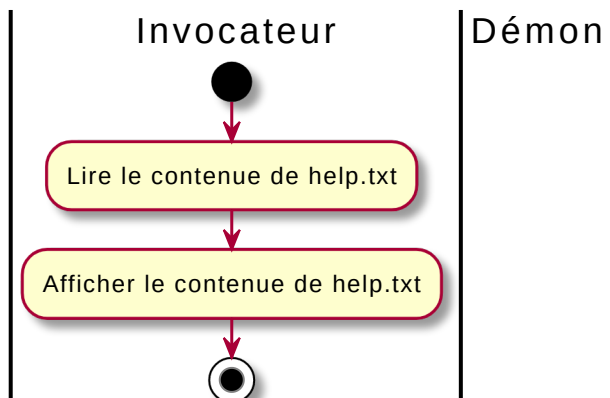 Invocateur
Démon
Lire le contenue de help.txt
Afficher le contenue de help.txt